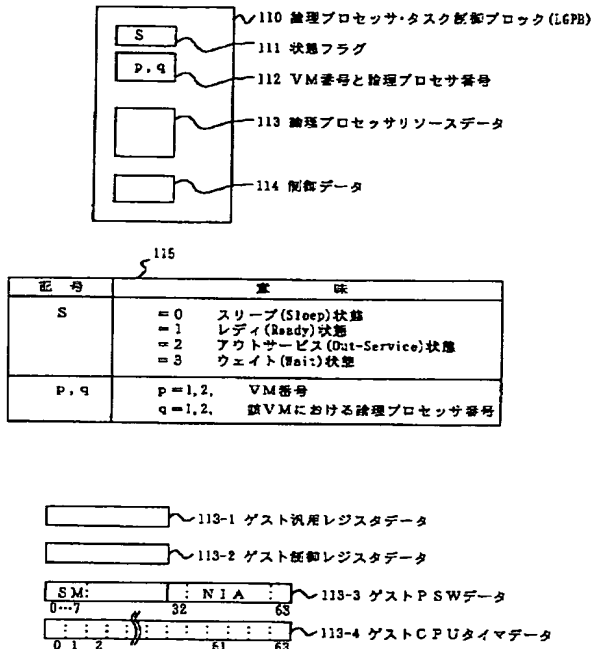 110 論理プロセッサ・タスク制御ブロック(LGPB)
S
111 状態フラグ
p,q
112 VM番号と論理プロセサ番号
113 論理プロセッサリソースデータ
114 制御データ
115
記 号 意 味
S =0 スリープ(Sleep)状態
=1 レディ(Ready)状態
=2 アウトサービス(Out-Service)状態
=3 ウェイト(Wait)状態
p,q p=1,2, VM番号
q=1,2, 該VMにおける論理プロセッサ番号
113-1 ゲスト汎用レジスタデータ
113-2 ゲスト制御レジスタデータ
SM NIA 113-3 ゲストPSWデータ
0…7 32 63
113-4 ゲストCPUタイマデータ
0 1 2 61 63